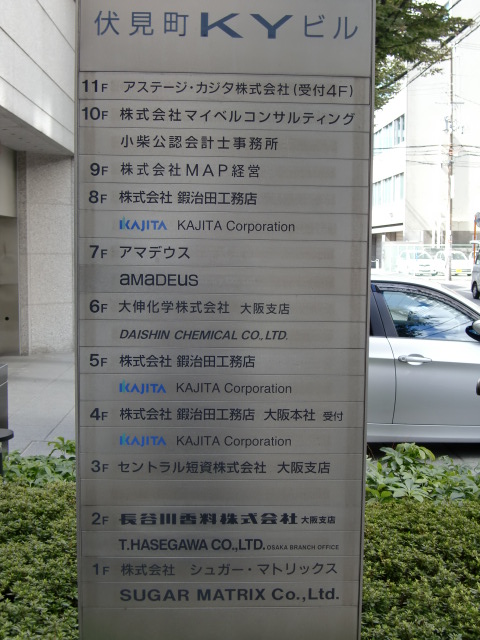 伏見町KYビル
11F アステージ・カジタ株式会社(受付4F)
10F 株式会社マイベルコンサルティング
小柴公認会計士事務所
9F 株式会社MAP経営
8F 株式会社 鍜治田工務店
KAJITA KAJITA Corporation
7F アマデウス
aMaDEUS
6F 大伸化学株式会社 大阪支店
DAISHIN CHEMICAL CO.,LTD.
5F 株式会社 鍜治田工務店
KAJITA KAJITA Corporation
4F 株式会社 鍜治田工務店 大阪本社 受付
KAJITA KAJITA Corporation
3F セントラル短資株式会社 大阪支店
2F 長谷川香料株式会社 大阪支店
T.HASEGAWA CO.,LTD. OSAKA BRANCH OFFICE
1F 株式会社 シュガー・マトリックス
SUGAR MATRIX Co.,Ltd.